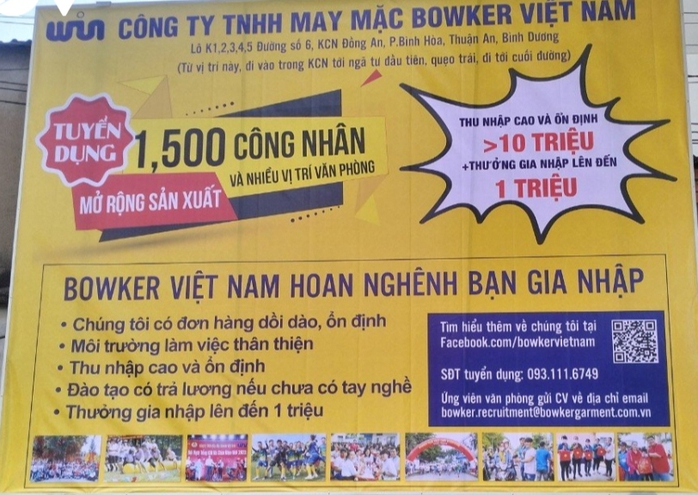 win CÔNG TY TNHH MAY MẶC BOWKER VIỆT NAM
Lô K1,2,3,4,5 Đường số 6, KCN Đồng An, P.Bình Hòa, Thuận An, Bình Dương
(Từ vị trí này, đi vào trong KCN tới ngã tư đầu tiên, quẹo trái, đi tới cuối đường)
TUYỂN
DỤNG
1,500 CÔNG NHÂN
VÀ NHIỀU VỊ TRÍ VĂN PHÒNG
MỞ RỘNG SẢN XUẤT
THU NHẬP CAO VÀ ỔN ĐỊNH
>10 TRIỆU
+THƯỞNG GIA NHẬP LÊN ĐẾN
1 TRIỆU
BOWKER VIỆT NAM HOAN NGHÊNH BẠN GIA NHẬP
• Chúng tôi có đơn hàng dồi dào, ổn định
• Môi trường làm việc thân thiện
• Thu nhập cao và ổn định
• Đào tạo có trả lương nếu chưa có tay nghề
• Thưởng gia nhập lên đến 1 triệu
Tìm hiểu thêm về chúng tôi tại
Facebook.com/bowkervietnam
SĐT tuyển dụng: 093.111.6749
Ứng viên văn phòng gửi CV về địa chỉ email
bowker.recruitment@bowkergarment.com.vn